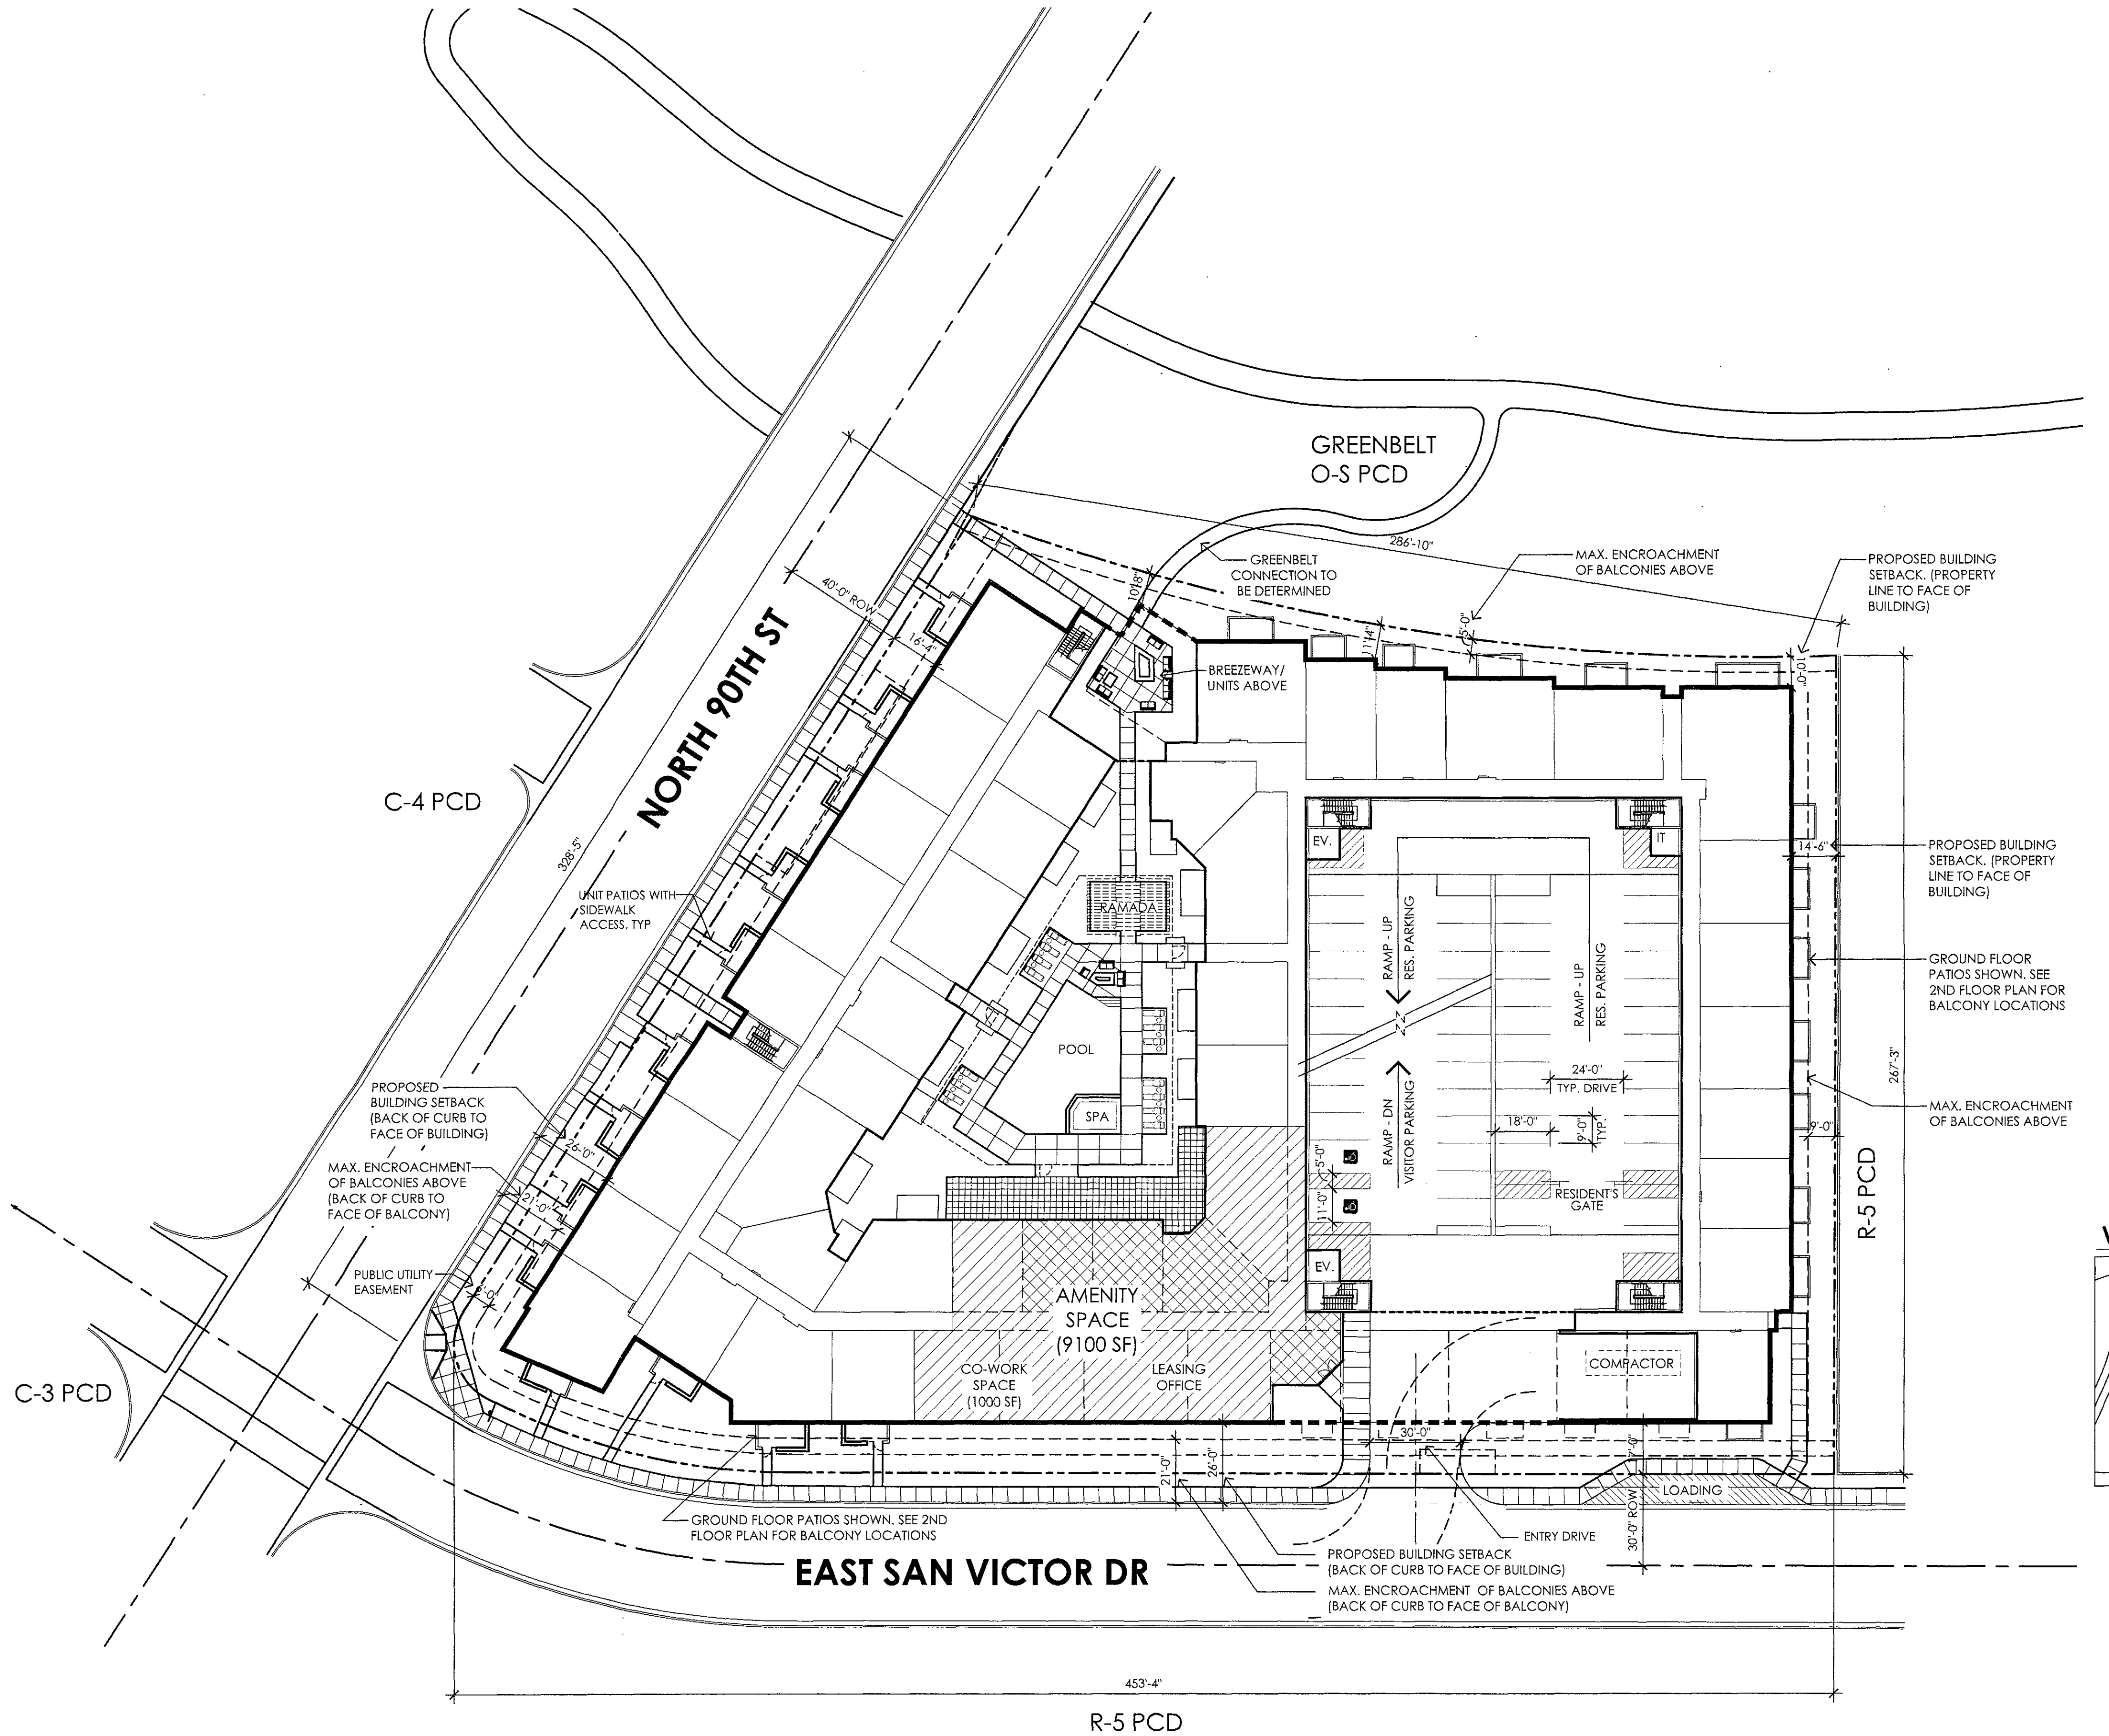 GREENBELT
O-S PCD
286'-10"
GREENBELT
CONNECTION TO
BE DETERMINED
MAX. ENCROACHMENT
OF BALCONIES ABOVE
PROPOSED BUILDING
SETBACK. (PROPERTY
LINE TO FACE OF
BUILDING)
40'-0" ROW
16'-4"
5'-0"
10'-0"
NORTH 90TH ST
BREEZEWAY/
UNITS ABOVE
C-4 PCD
328'-5"
EV.
IT
14'-6"
PROPOSED BUILDING
SETBACK. (PROPERTY
LINE TO FACE OF
BUILDING)
UNIT PATIOS WITH
SIDEWALK
ACCESS, TYP
RAMADA
RAMP - UP
RES. PARKING
RAMP - UP
RES. PARKING
GROUND FLOOR
PATIOS SHOWN. SEE
2ND FLOOR PLAN FOR
BALCONY LOCATIONS
POOL
SPA
RAMP - DN
VISITOR PARKING
24'-0"
TYP. DRIVE
18'-0"
9'-0"
TYP.
267'-3"
MAX. ENCROACHMENT
OF BALCONIES ABOVE
9'-0"
PROPOSED
BUILDING SETBACK
(BACK OF CURB TO
FACE OF BUILDING)
26'-0"
MAX. ENCROACHMENT
OF BALCONIES ABOVE
(BACK OF CURB TO
FACE OF BALCONY)
21'-0"
5'-0"
11'-0"
RESIDENT'S
GATE
R-5 PCD
PUBLIC UTILITY
EASEMENT
EV.
AMENITY
SPACE
(9100 SF)
CO-WORK
SPACE
(1000 SF)
LEASING
OFFICE
COMPACTOR
C-3 PCD
30'-0"
21'-0"
26'-0"
LOADING
30'-0" ROW
GROUND FLOOR PATIOS SHOWN. SEE 2ND
FLOOR PLAN FOR BALCONY LOCATIONS
ENTRY DRIVE
EAST SAN VICTOR DR
PROPOSED BUILDING SETBACK
(BACK OF CURB TO FACE OF BUILDING)
MAX. ENCROACHMENT OF BALCONIES ABOVE
(BACK OF CURB TO FACE OF BALCONY)
453'-4"
R-5 PCD